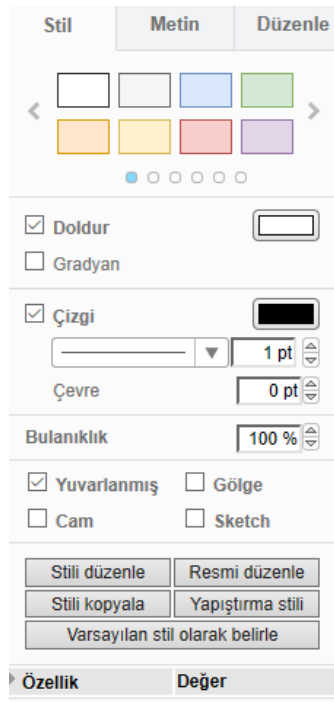 Stil Metin Düzenle
Doldur
Gradyan
Çizgi
1 pt
Çevre 0 pt
Bulanıklık 100 %
Yuvarlanmış Gölge
Cam Sketch
Stili düzenle Resmi düzenle
Stili kopyala Yapıştırma stili
Varsayılan stil olarak belirle
Özellik Değer